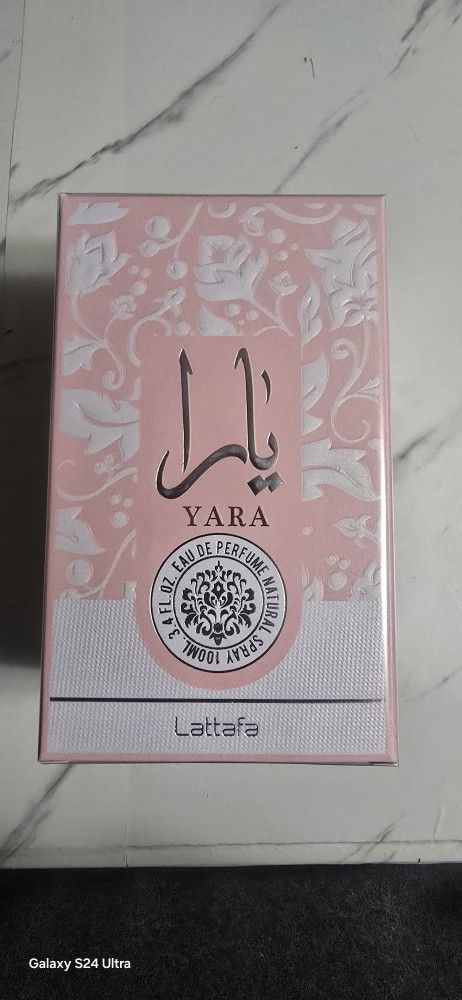 يارا
YARA
EAU DE PERFUME NATURAL SPRAY 100ML. 3.4 FL. OZ.
Lattafa
Galaxy S24 Ultra